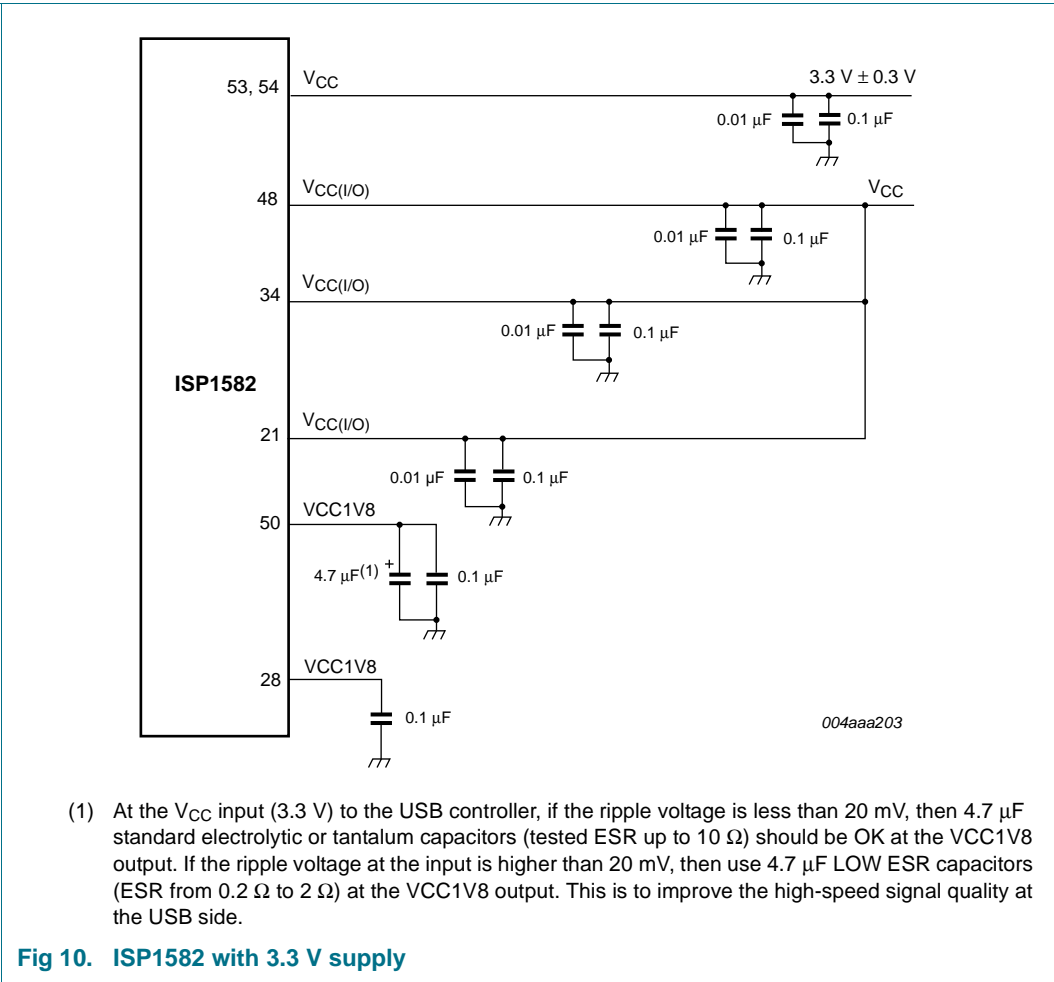 53, 54
VCC
3.3 V ± 0.3 V
0.01 μF
0.1 μF
48
VCC(I/O)
VCC
0.01 μF
0.1 μF
34
VCC(I/O)
0.01 μF
0.1 μF
ISP1582
21
VCC(I/O)
0.01 μF
0.1 μF
50
VCC1V8
4.7 μF(1)
+
0.1 μF
28
VCC1V8
0.1 μF
004aaa203
(1) At the VCC input (3.3 V) to the USB controller, if the ripple voltage is less than 20 mV, then 4.7 μF
standard electrolytic or tantalum capacitors (tested ESR up to 10 Ω) should be OK at the VCC1V8
output. If the ripple voltage at the input is higher than 20 mV, then use 4.7 μF LOW ESR capacitors
(ESR from 0.2 Ω to 2 Ω) at the VCC1V8 output. This is to improve the high-speed signal quality at
the USB side.
Fig 10. ISP1582 with 3.3 V supply